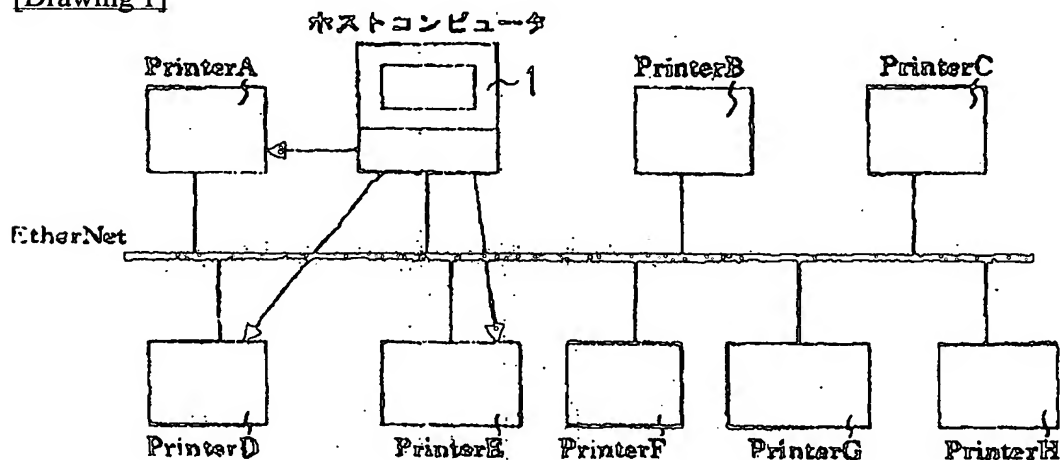 [Drawing 1]
ホストコンピュータ
PrinterA
1
PrinterB
PrinterC
EtherNet
PrinterD
PrinterE
PrinterF
PrinterG
PrinterH